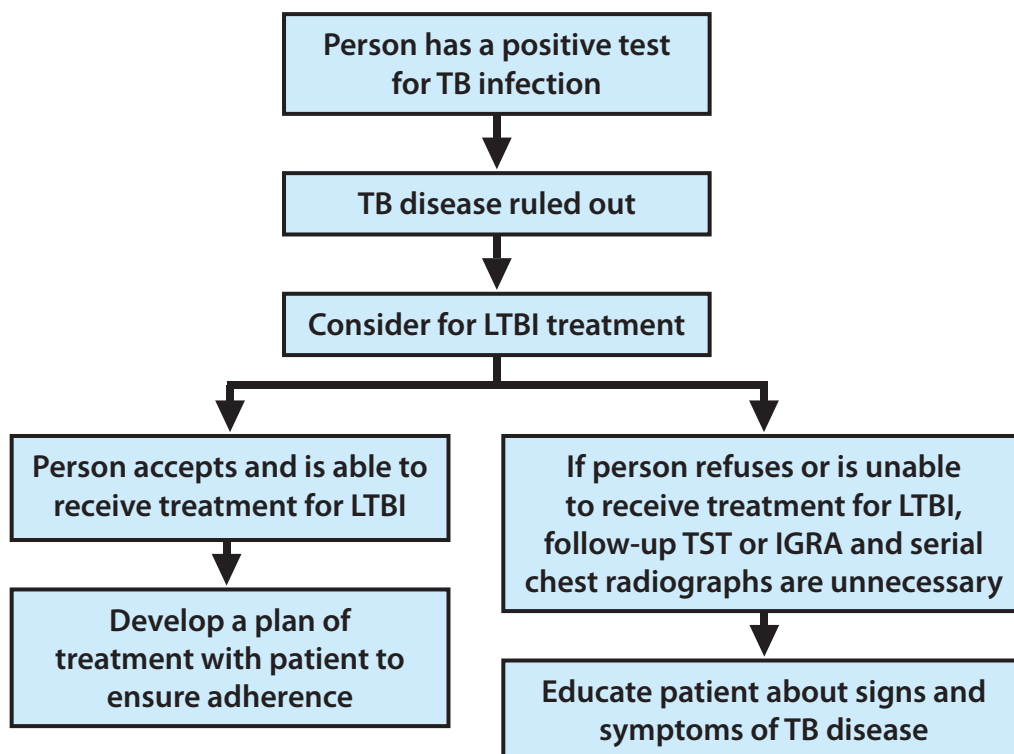 Person has a positive test
for TB infection
TB disease ruled out
Consider for LTBI treatment
Person accepts and is able to
receive treatment for LTBI
Develop a plan of
treatment with patient to
ensure adherence
If person refuses or is unable
to receive treatment for LTBI,
follow-up TST or IGRA and serial
chest radiographs are unnecessary
Educate patient about signs and
symptoms of TB disease